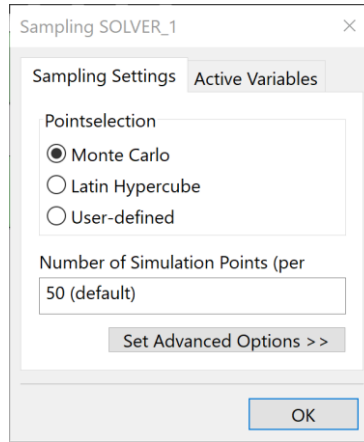 Sampling SOLVER_1
Sampling Settings
Active Variables
Pointselection
Monte Carlo
Latin Hypercube
User-defined
Number of Simulation Points (per
50 (default)
Set Advanced Options >>
OK